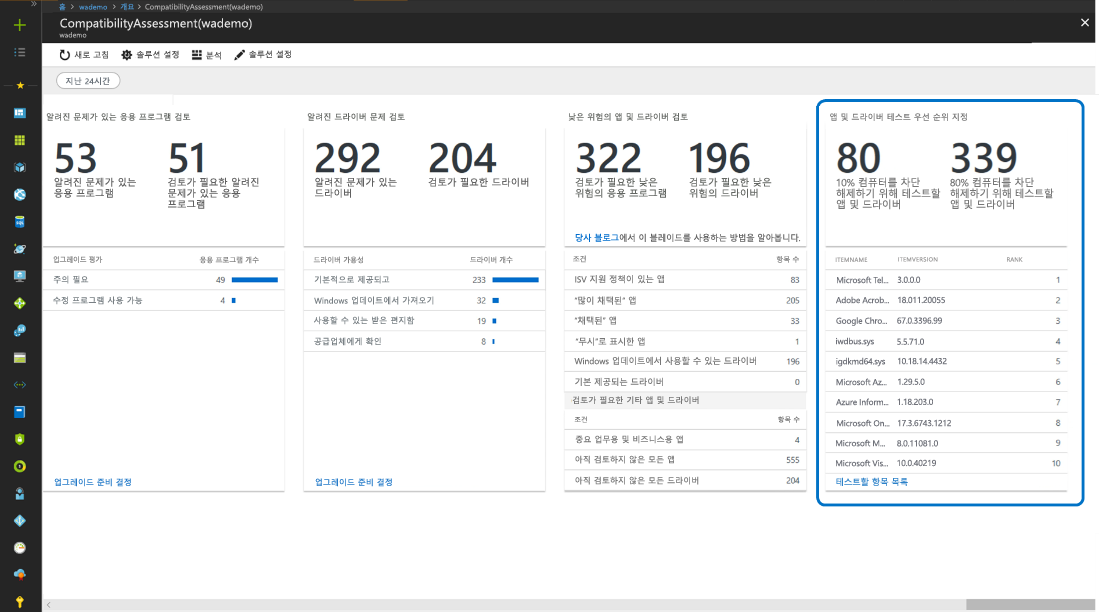 홈 > wademo > 개요 > CompatibilityAssessment(wademo)
CompatibilityAssessment(wademo)
wademo
새로 고침 솔루션 설정 분석 솔루션 설정
지난 24시간
알려진 문제가 있는 응용 프로그램 검토
53 51
알려진 문제가 있는 응용 프로그램
검토가 필요한 알려진 문제가 있는 응용 프로그램
업그레이드 평가 응용 프로그램 개수
주의 필요 49
수정 프로그램 사용 가능 4
업그레이드 준비 결정
알려진 드라이버 문제 검토
292 204
알려진 문제가 있는 드라이버
검토가 필요한 드라이버
드라이버 가용성 드라이버 개수
기본적으로 제공되고 233
Windows 업데이트에서 가져오기 32
사용할 수 있는 받은 편지함 19
공급업체에게 확인 8
업그레이드 준비 결정
낮은 위험의 앱 및 드라이버 검토
322 196
검토가 필요한 낮은 위험의 응용 프로그램
검토가 필요한 낮은 위험의 드라이버
당사 블로그에서 이 블레이드를 사용하는 방법을 알아봅니다.
조건 항목 수
ISV 지원 정책이 있는 앱 83
"많이 채택된" 앱 205
"채택된" 앱 33
"무시"로 표시한 앱 1
Windows 업데이트에서 사용할 수 있는 드라이버 196
기본 제공되는 드라이버 0
검토가 필요한 기타 앱 및 드라이버
조건 항목 수
중요 업무용 및 비즈니스용 앱 4
아직 검토하지 않은 모든 앱 555
아직 검토하지 않은 모든 드라이버 204
앱 및 드라이버 테스트 우선 순위 지정
80 339
10% 컴퓨터를 차단 해제하기 위해 테스트할 앱 및 드라이버
80% 컴퓨터를 차단 해제하기 위해 테스트할 앱 및 드라이버
ITEMNAME ITEMVERSION RANK
Microsoft Tel... 3.0.0.0 1
Adobe Acrob... 18.011.20055 2
Google Chro... 67.0.3396.99 3
iwdbus.sys 5.5.71.0 4
igdkmd64.sys 10.18.14.4432 5
Microsoft Az... 1.29.5.0 6
Azure Inform... 1.18.203.0 7
Microsoft On... 17.3.6743.1212 8
Microsoft M... 8.0.11081.0 9
Microsoft Vis... 10.0.40219 10
테스트할 항목 목록